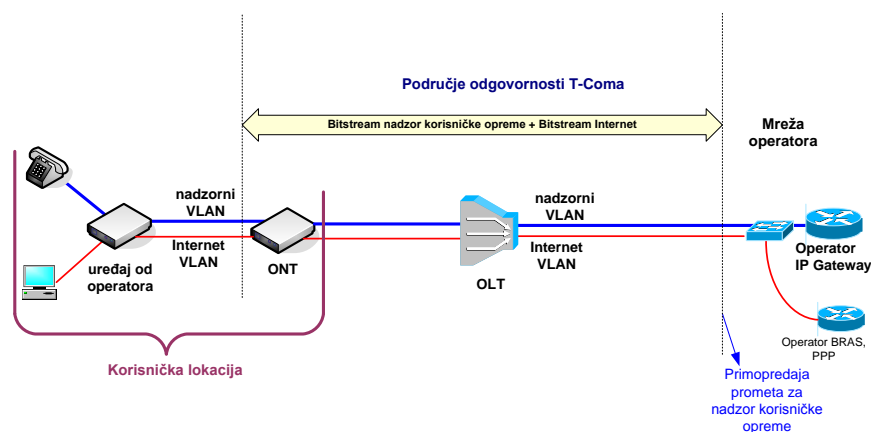 Područje odgovornosti T-Coma
Bitstream nadzor korisničke opreme + Bitstream Internet
Mreža
operatora
nadzorni
VLAN
Internet
VLAN
uređaj od
operatora
ONT
OLT
nadzorni
VLAN
Internet
VLAN
Operator
IP Gateway
Operator BRAS,
PPP
Korisnička lokacija
Primopredaja
prometa za
nadzor korisničke
opreme